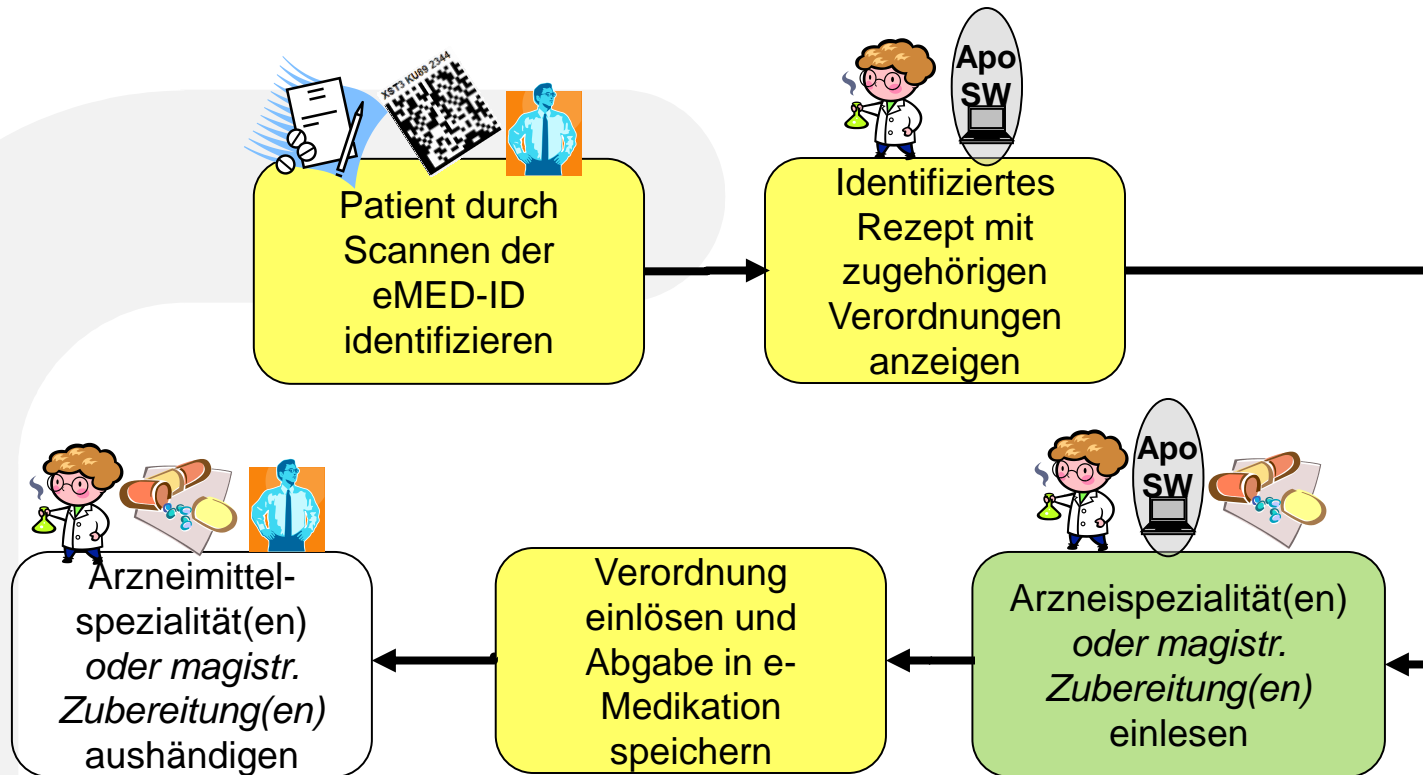 XST3 KU89 2344
Patient durch
Scannen der
eMED-ID
identifizieren
Apo
SW
Identifiziertes
Rezept mit
zugehörigen
Verordnungen
anzeigen
Arzneimittel-
spezialität(en)
oder magistr.
Zubereitung(en)
aushändigen
Verordnung
einlösen und
Abgabe in e-
Medikation
speichern
Apo
SW
Arzneispezialität(en)
oder magistr.
Zubereitung(en)
einlesen